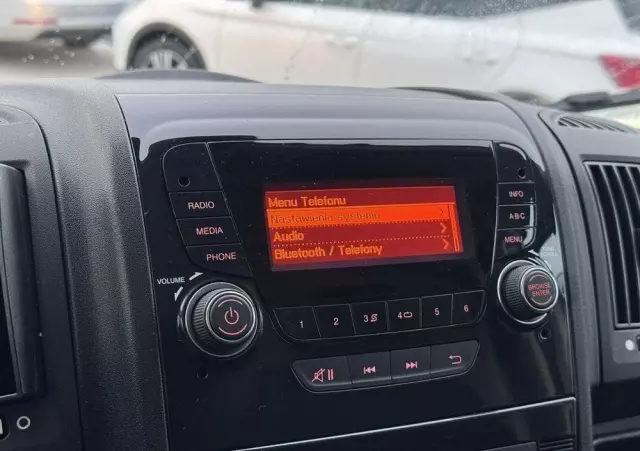 Menu Telefonu
Nastawienia systemu
Audio
Bluetooth / Telefony
RADIO
MEDIA
PHONE
VOLUME
INFO
A-B-C
MENU
BROWSE
ENTER
1
2
3
4
5
6